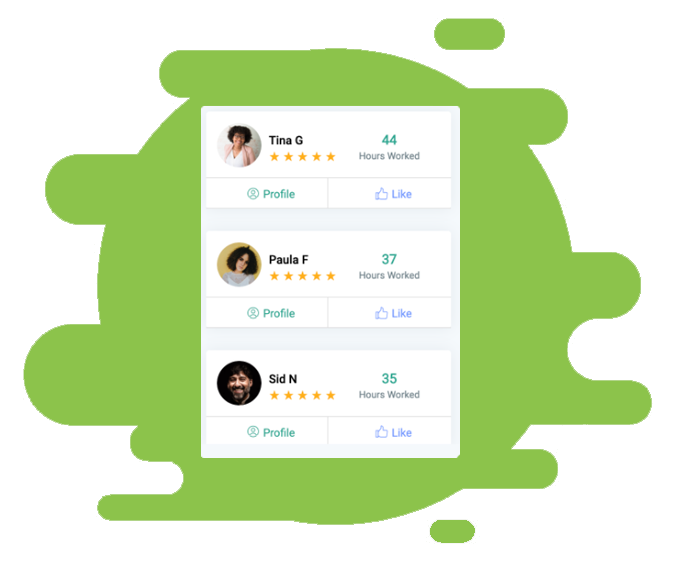 Tina G
44
Hours Worked
Profile
Like
Paula F
37
Hours Worked
Profile
Like
Sid N
35
Hours Worked
Profile
Like